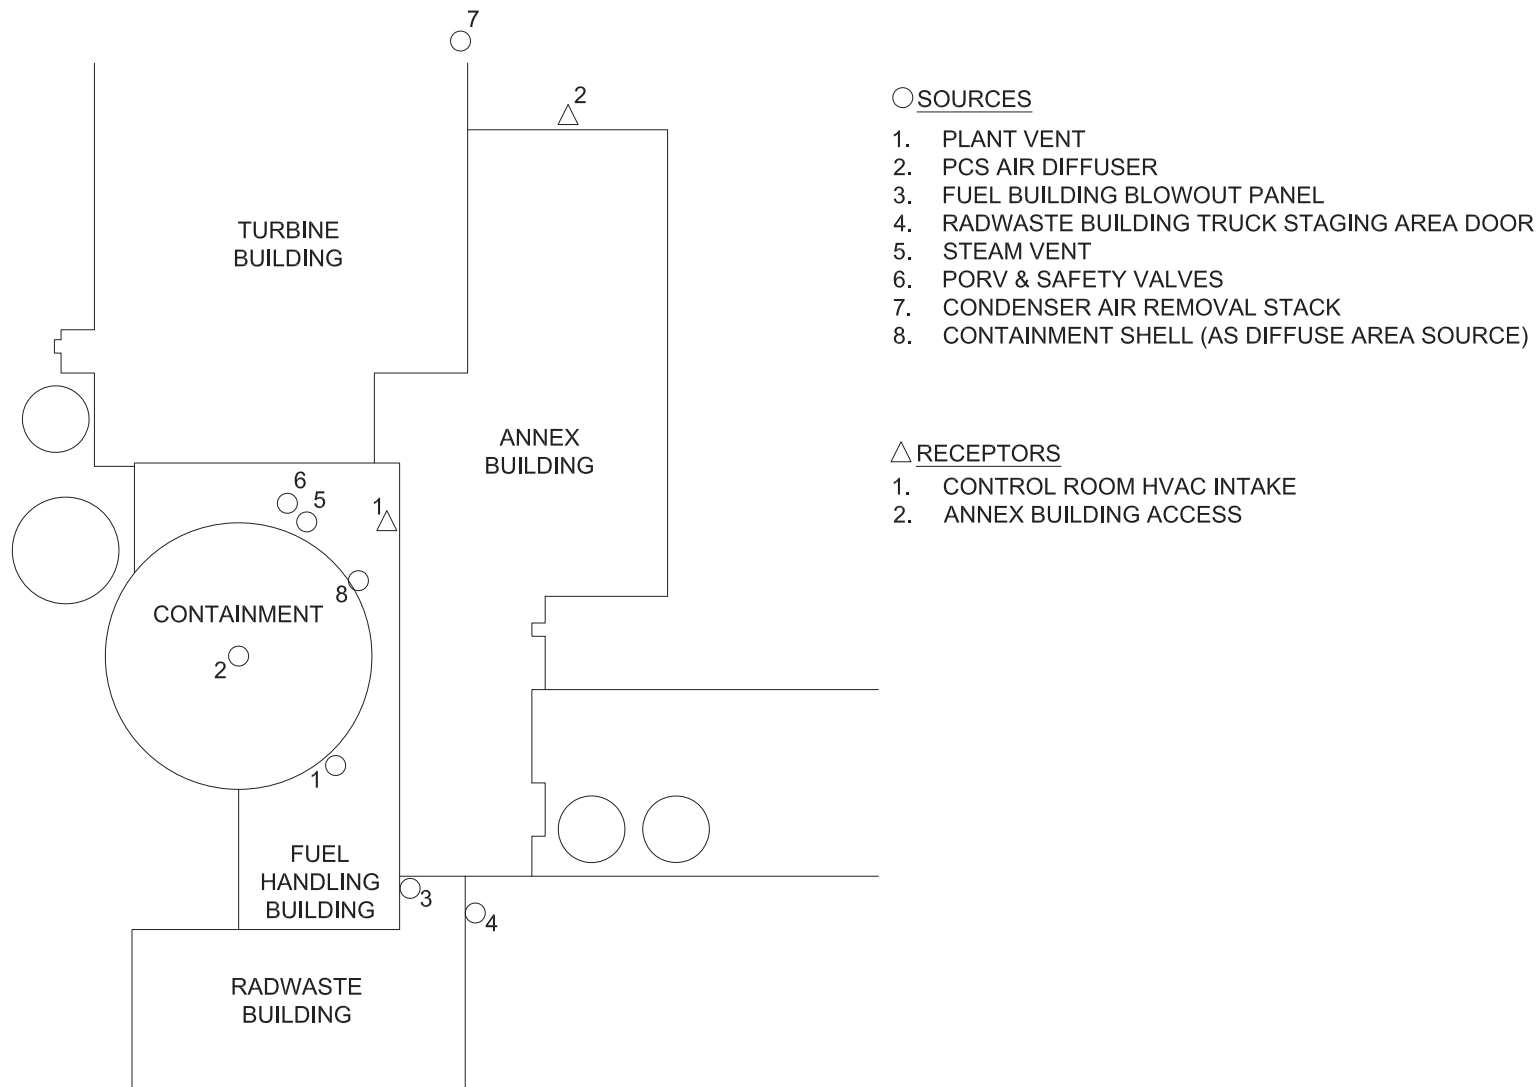 7
2
TURBINE
BUILDING
ANNEX
BUILDING
6
5
1
8
CONTAINMENT
2
1
FUEL
HANDLING
BUILDING
3
4
RADWASTE
BUILDING
SOURCES
1. PLANT VENT
2. PCS AIR DIFFUSER
3. FUEL BUILDING BLOWOUT PANEL
4. RADWASTE BUILDING TRUCK STAGING AREA DOOR
5. STEAM VENT
6. PORV & SAFETY VALVES
7. CONDENSER AIR REMOVAL STACK
8. CONTAINMENT SHELL (AS DIFFUSE AREA SOURCE)
RECEPTORS
1. CONTROL ROOM HVAC INTAKE
2. ANNEX BUILDING ACCESS